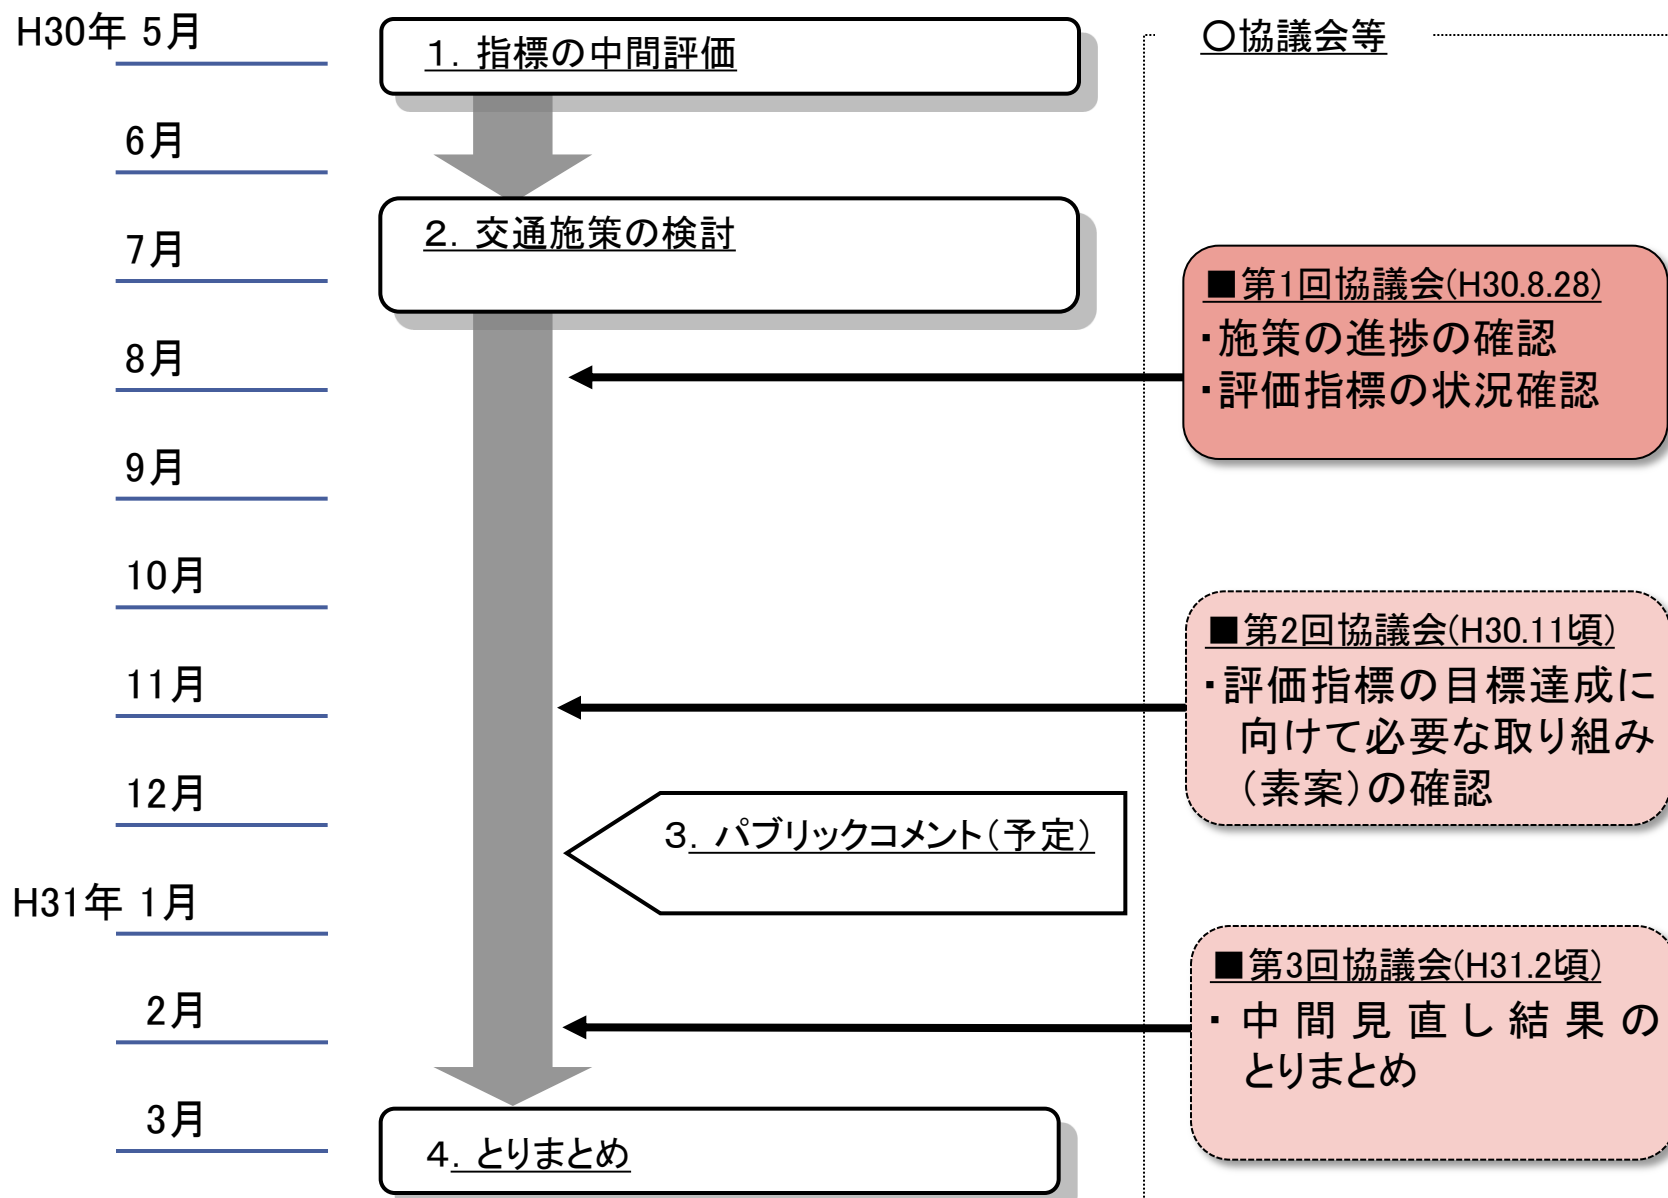 H30年 5月
6月
7月
8月
9月
10月
11月
12月
H31年 1月
2月
3月
１．指標の中間評価
２．交通施策の検討
３．パブリックコメント（予定）
４．とりまとめ
○協議会等
■第1回協議会(H30.8.28)
・施策の進捗の確認
・評価指標の状況確認
■第2回協議会(H30.11頃)
・評価指標の目標達成に
向けて必要な取り組み
（素案）の確認
■第3回協議会(H31.2頃)
・中間見直し結果の
とりまとめ